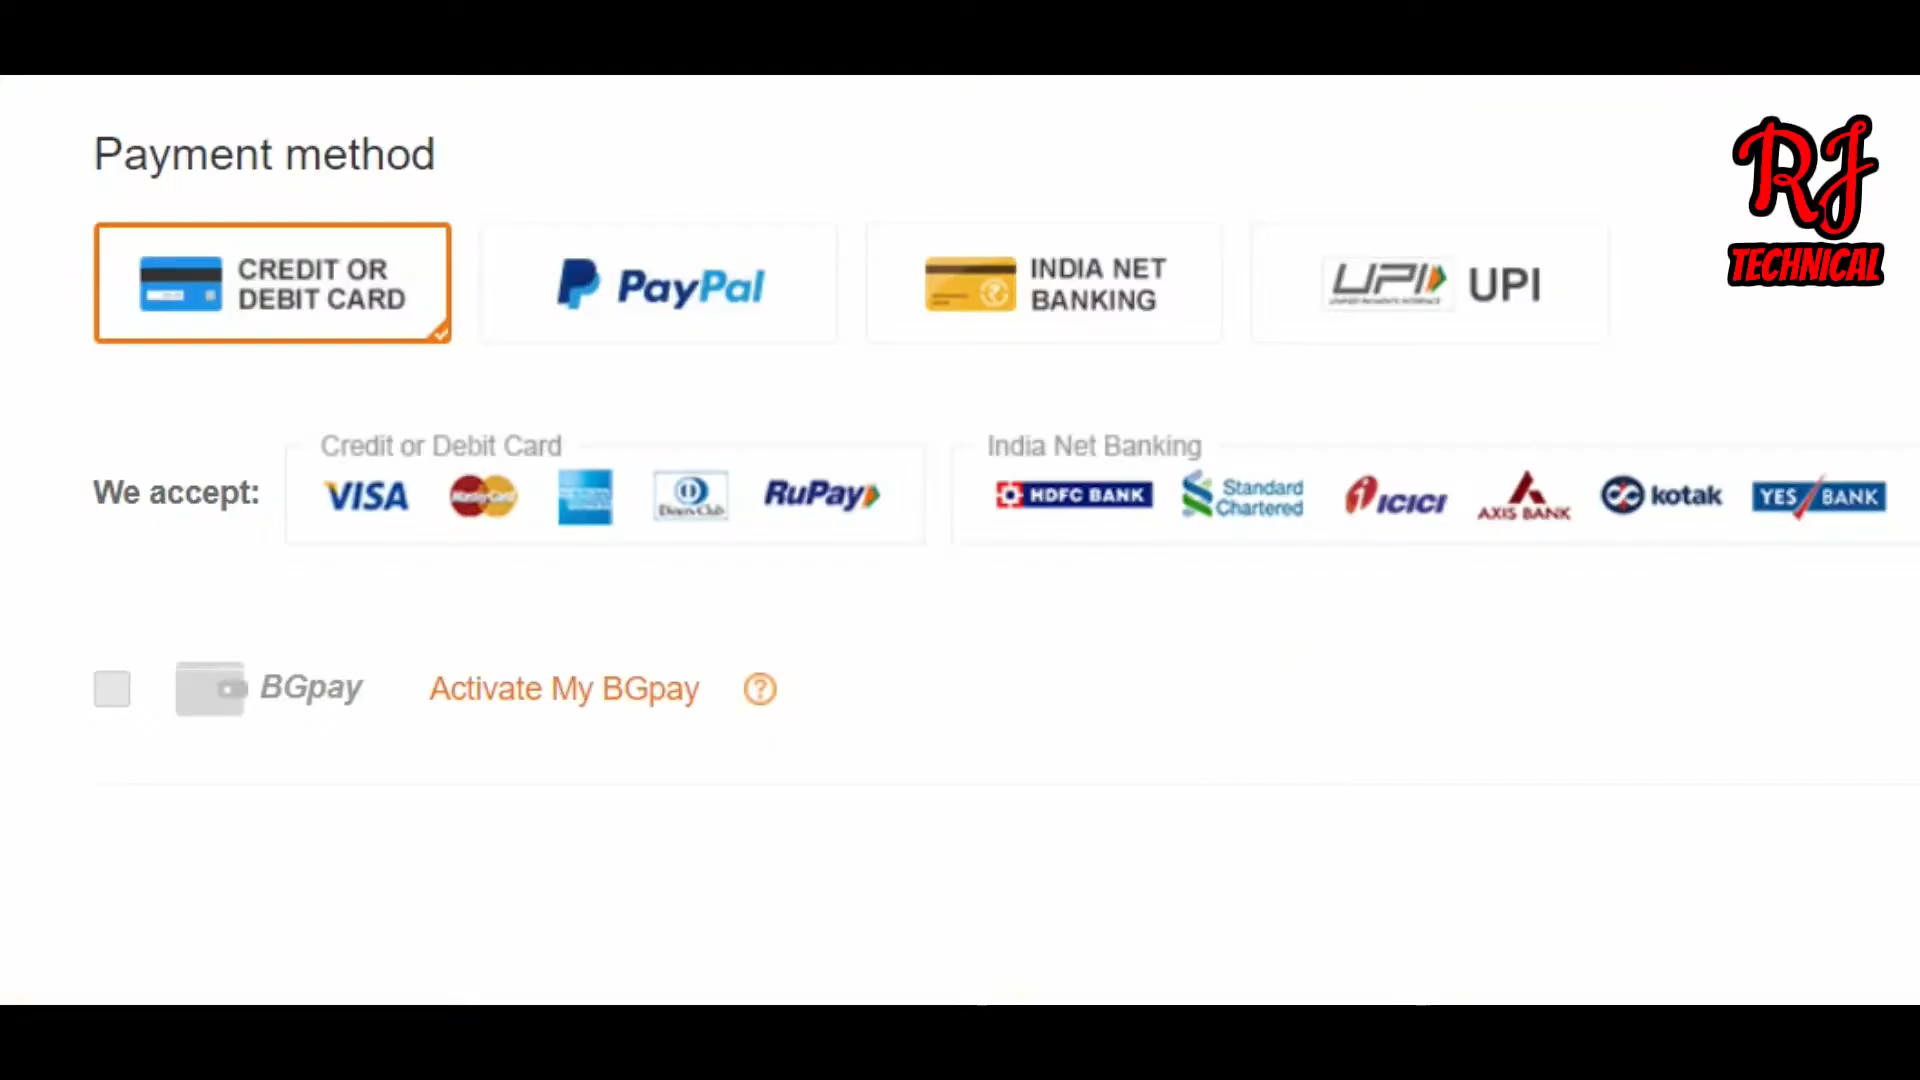 Payment method
RJ
TECHNICAL
CREDIT OR
DEBIT CARD
PayPal
INDIA NET
BANKING
UPI
UPI
Credit or Debit Card
India Net Banking
We accept:
VISA
MasterCard
RuPay
HDFC BANK
Standard
Chartered
ICICI
AXIS BANK
kotak
YES BANK
BGpay
Activate My BGpay
?